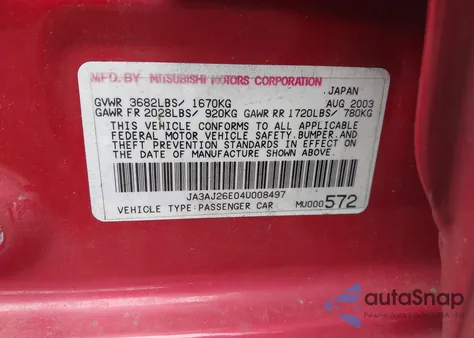 MFD BY MITSUBISHI MOTORS CORPORATION
JAPAN
GVWR 3682LBS/ 1670KG AUG 2003
GAWR FR 2028LBS/ 920KG GAWR RR 1720LBS/ 780KG
THIS VEHICLE CONFORMS TO ALL APPLICABLE
FEDERAL MOTOR VEHICLE SAFETY, BUMPER, AND
THEFT PREVENTION STANDARDS IN EFFECT ON
THE DATE OF MANUFACTURE SHOWN ABOVE.
JA3AJ26E04U008497
VEHICLE TYPE: PASSENGER CAR MU000572
autoSnap